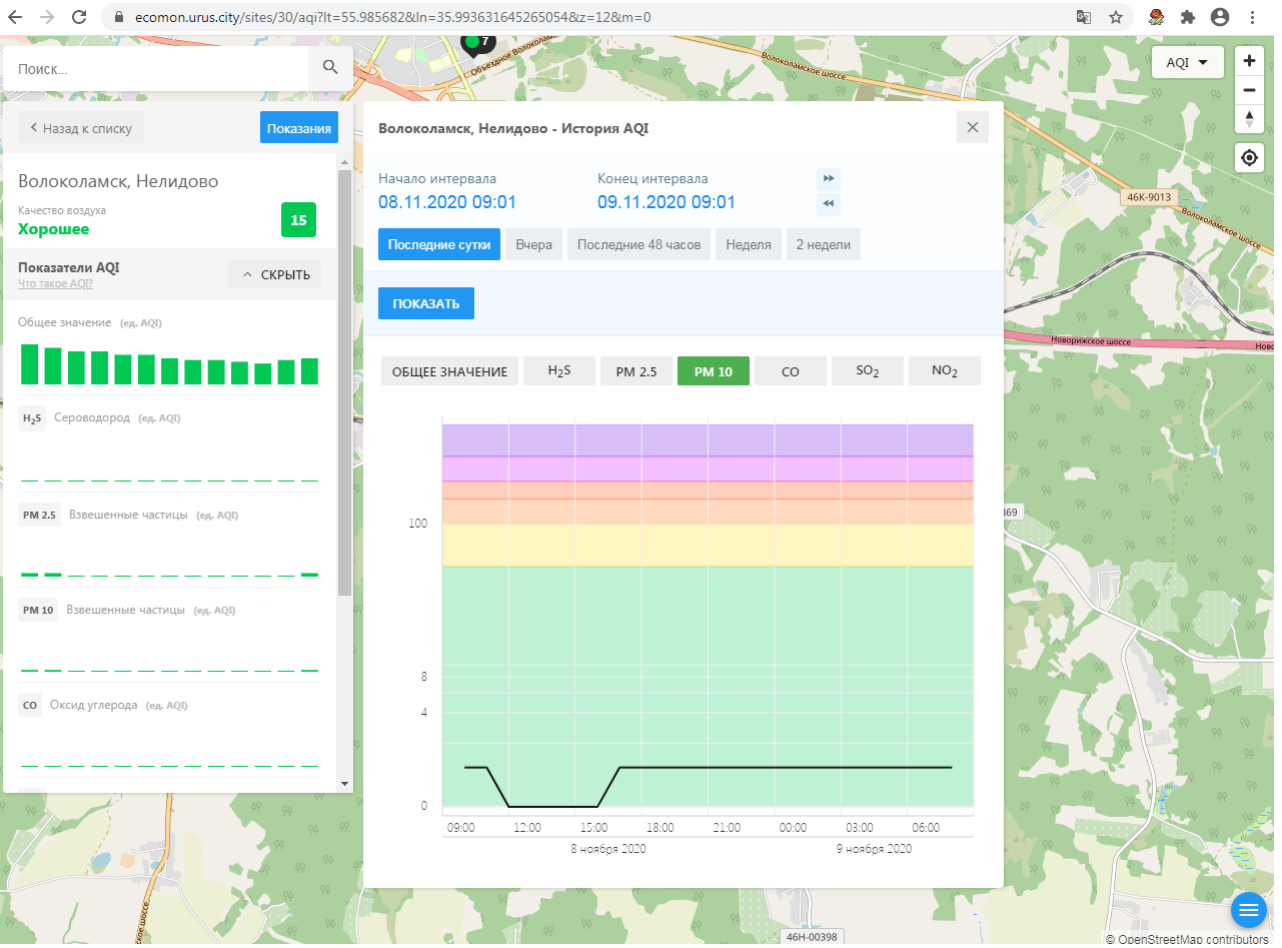 ecomon.urus.city/sites/30/aqi?lt=55.985682&ln=35.993631645265054&z=12&m=0
7
Объездное Волоколамск
Волоколамское шоссе
Поиск...
AQI
Назад к списку
Показания
Волоколамск, Нелидово
Качество воздуха
Хорошее
15
Показатели AQI
Что такое AQI?
СКРЫТЬ
Общее значение (ед. AQI)
H2S Сероводород (ед. AQI)
PM 2.5 Взвешенные частицы (ед. AQI)
PM 10 Взвешенные частицы (ед. AQI)
CO Оксид углерода (ед. AQI)
Волоколамск, Нелидово - История AQI
Начало интервала
08.11.2020 09:01
Конец интервала
09.11.2020 09:01
Последние сутки
Вчера
Последние 48 часов
Неделя
2 недели
ПОКАЗАТЬ
ОБЩЕЕ ЗНАЧЕНИЕ
H2S
PM 2.5
PM 10
CO
SO2
NO2
100
8
4
0
09:00 12:00 15:00 18:00 21:00 00:00 03:00 06:00
8 ноября 2020
9 ноября 2020
46К-9013
Волоколамское шоссе
Новорижское шоссе
Ново
369
46Н-00398
Волоколамское шоссе
© OpenStreetMap contributors